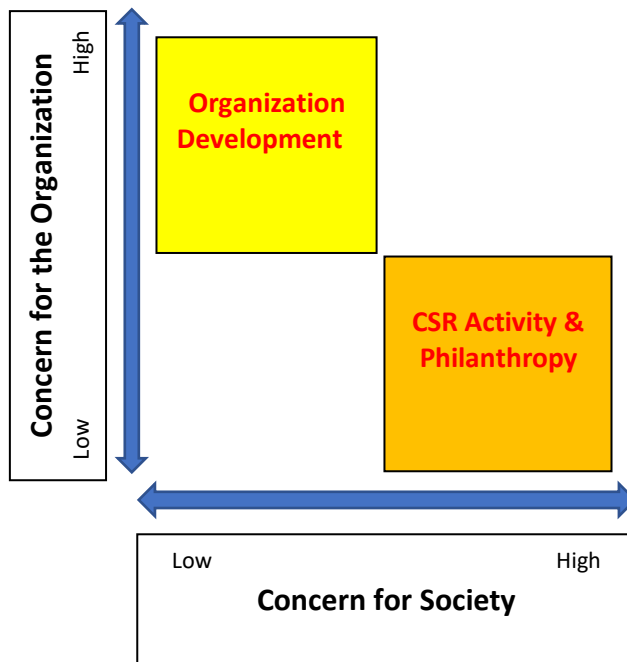 Concern for the Organization
High
Low
Organization
Development
CSR Activity &
Philanthropy
Low
High
Concern for Society